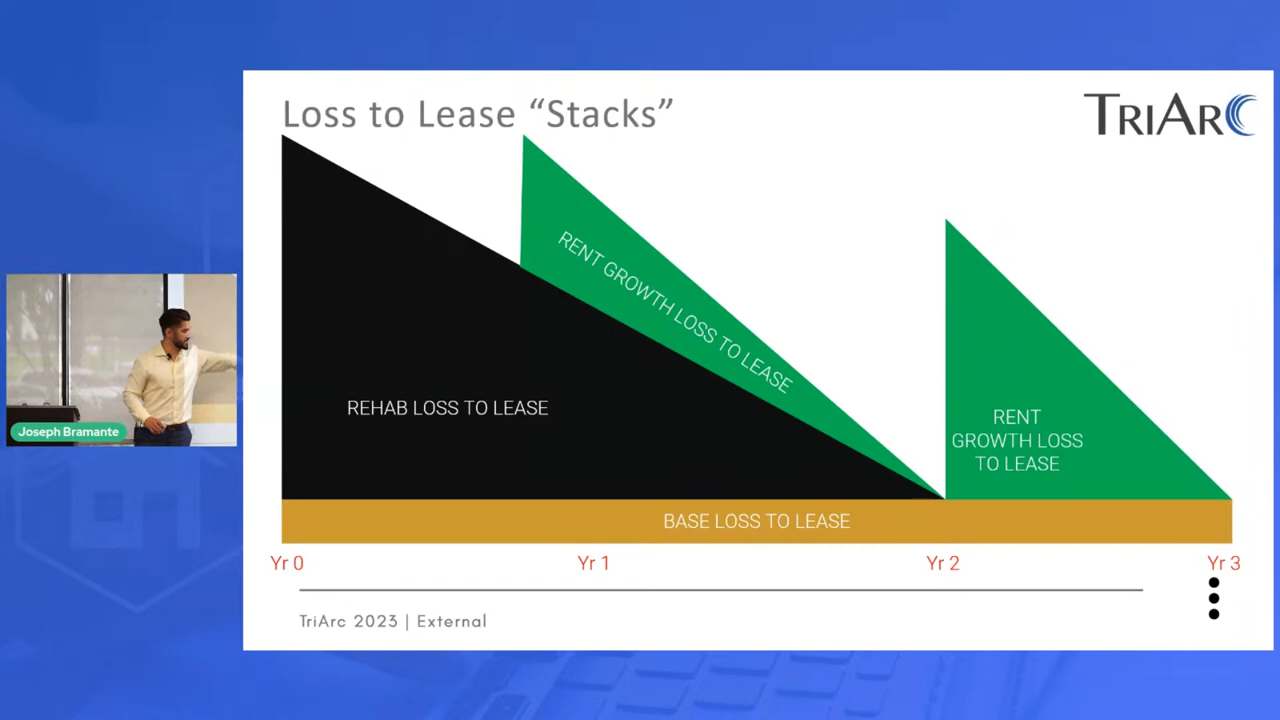 Loss to Lease “Stacks”
TRIARC
RENT GROWTH LOSS TO LEASE
REHAB LOSS TO LEASE
RENT
GROWTH LOSS
TO LEASE
BASE LOSS TO LEASE
Yr 0
Yr 1
Yr 2
Yr 3
TriArc 2023 | External
Joseph Bramante